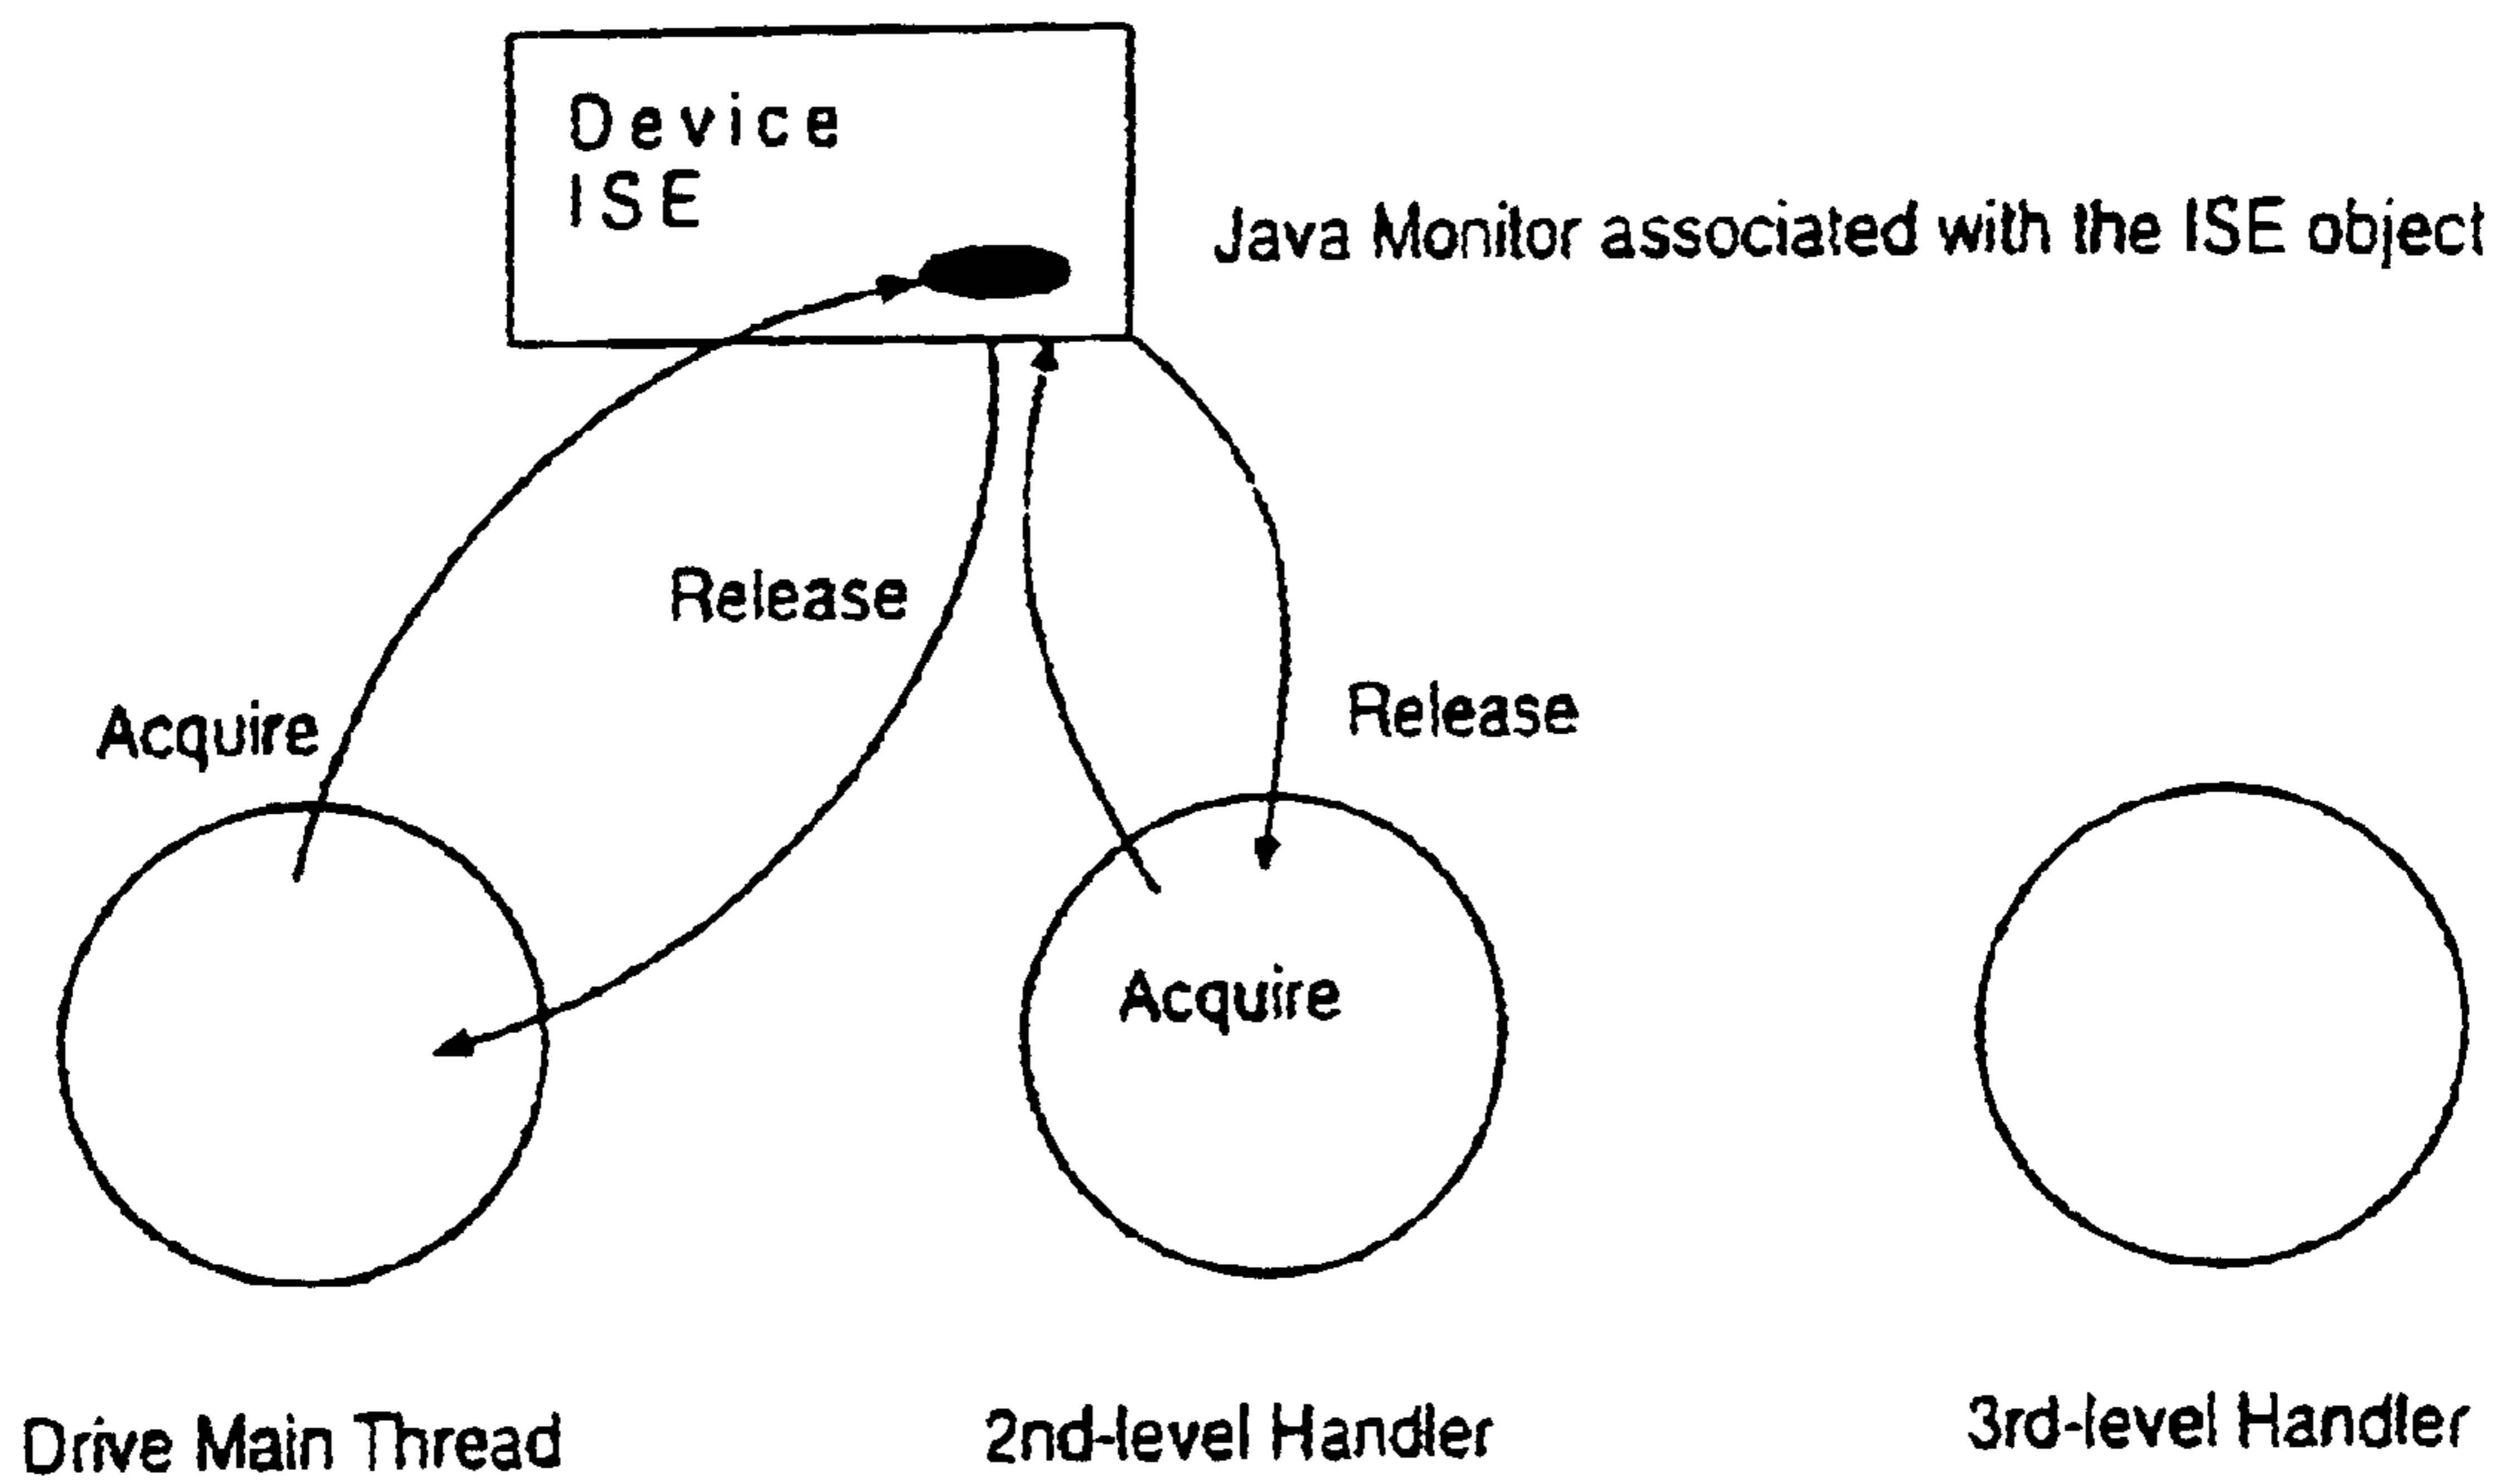 Device
ISE
Java Monitor associated with the ISE object
Release
Acquire
Release
Acquire
Drive Main Thread
2nd-level Handler
3rd-level Handler